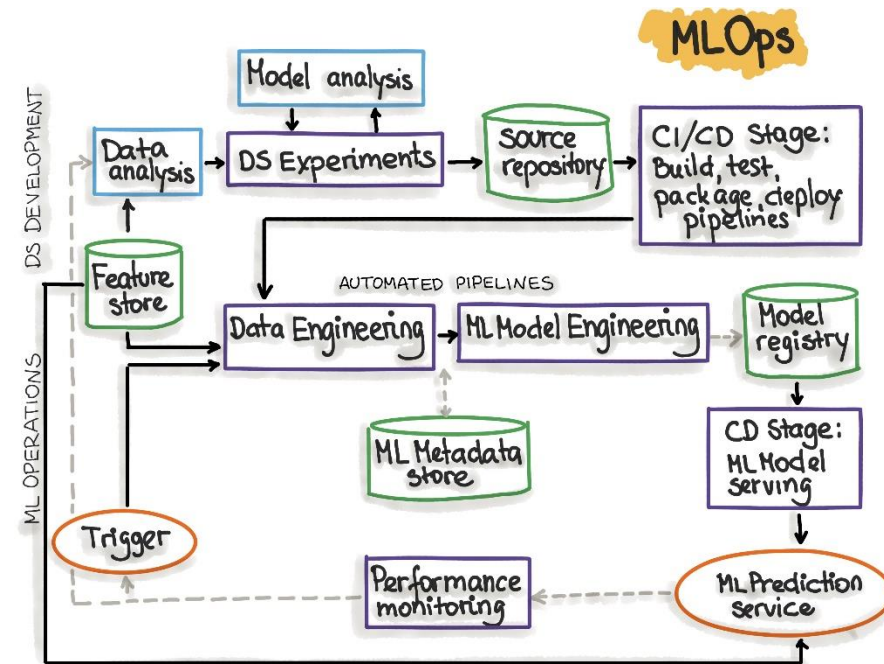 MLOps
Model analysis
Data
analysis
DS Experiments
Source
repository
CI/CD Stage:
Build, test,
package, deploy
pipelines
DS DEVELOPMENT
Feature
store
AUTOMATED PIPELINES
Data Engineering
ML Model Engineering
Model
registry
ML OPERATIONS
ML Metadata
store
CD Stage:
ML Model
serving
Trigger
Performance
monitoring
ML Prediction
service